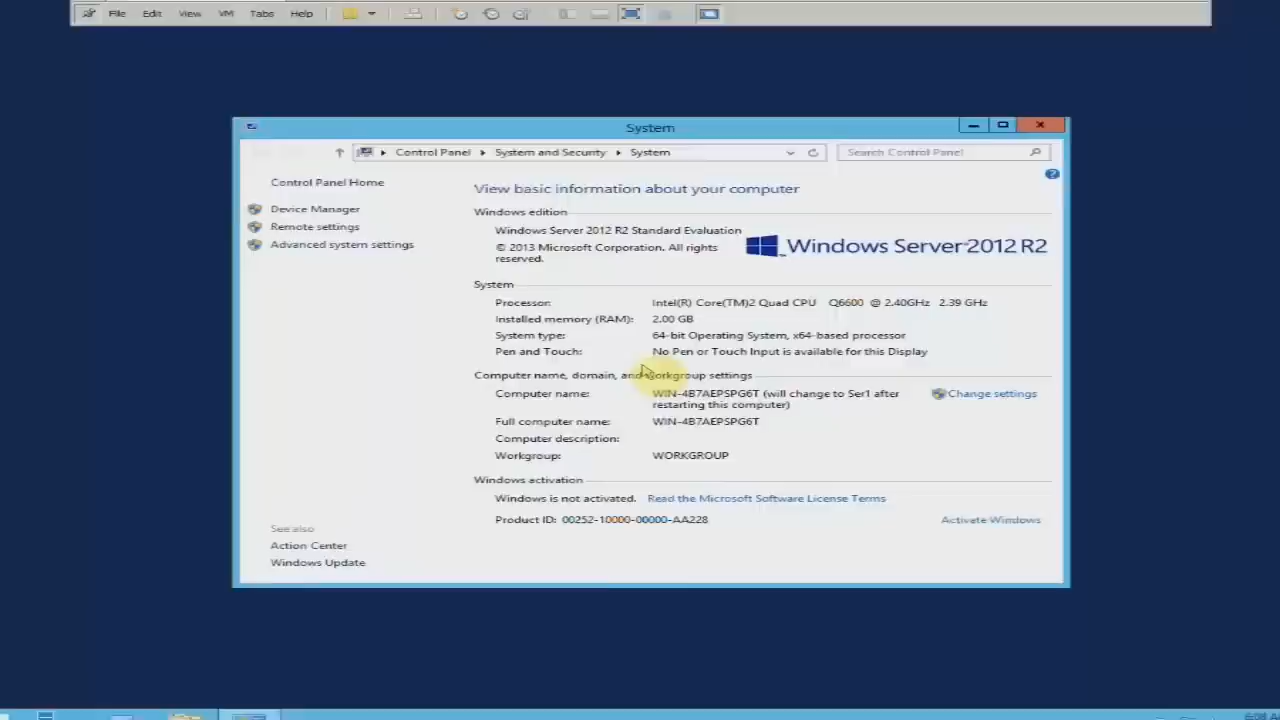 File Edit View VM Tabs Help
System
Control Panel System and Security System Search Control Panel
Control Panel Home
Device Manager
Remote settings
Advanced system settings
See also
Action Center
Windows Update
View basic information about your computer
Windows edition
Windows Server 2012 R2 Standard Evaluation
© 2013 Microsoft Corporation. All rights
reserved.
Windows Server 2012 R2
System
Processor: Intel(R) Core(TM)2 Quad CPU Q6600 @ 2.40GHz 2.39 GHz
Installed memory (RAM): 2.00 GB
System type: 64-bit Operating System, x64-based processor
Pen and Touch: No Pen or Touch Input is available for this Display
Computer name, domain, and workgroup settings
Computer name: WIN-4B7AEPSPG6T (will change to Ser1 after
restarting this computer)
Change settings
Full computer name: WIN-4B7AEPSPG6T
Computer description:
Workgroup: WORKGROUP
Windows activation
Windows is not activated. Read the Microsoft Software License Terms
Product ID: 00252-10000-00000-AA228
Activate Windows